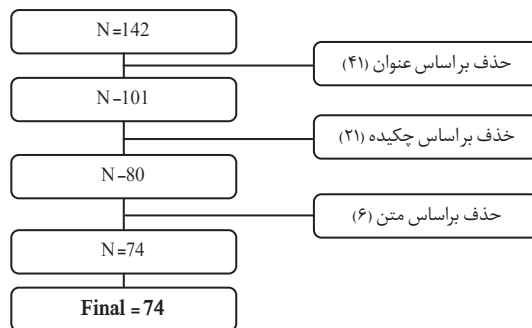 N=142
حذف براساس عنوان (۴۱)
N-101
خذف براساس چکیده (۲۱)
N-80
حذف براساس متن (۶)
N=74
Final = 74